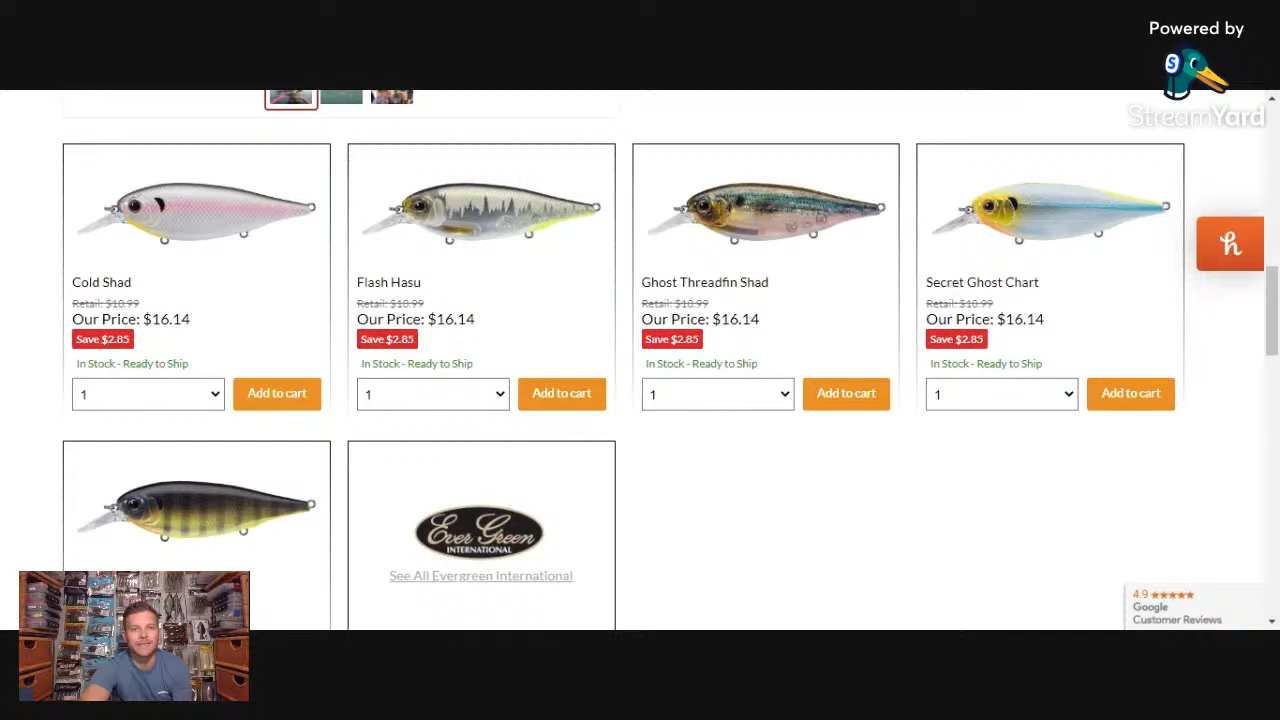 Powered by
S
StreamYard
Cold Shad
Retail: $18.99
Our Price: $16.14
Save $2.85
In Stock - Ready to Ship
1
Add to cart
Flash Hasu
Retail: $18.99
Our Price: $16.14
Save $2.85
In Stock - Ready to Ship
1
Add to cart
Ghost Threadfin Shad
Retail: $18.99
Our Price: $16.14
Save $2.85
In Stock - Ready to Ship
1
Add to cart
Secret Ghost Chart
Retail: $18.99
Our Price: $16.14
Save $2.85
In Stock - Ready to Ship
1
Add to cart
h
Ever Green
INTERNATIONAL
See All Evergreen International
4.9 ★★★★★
Google
Customer Reviews